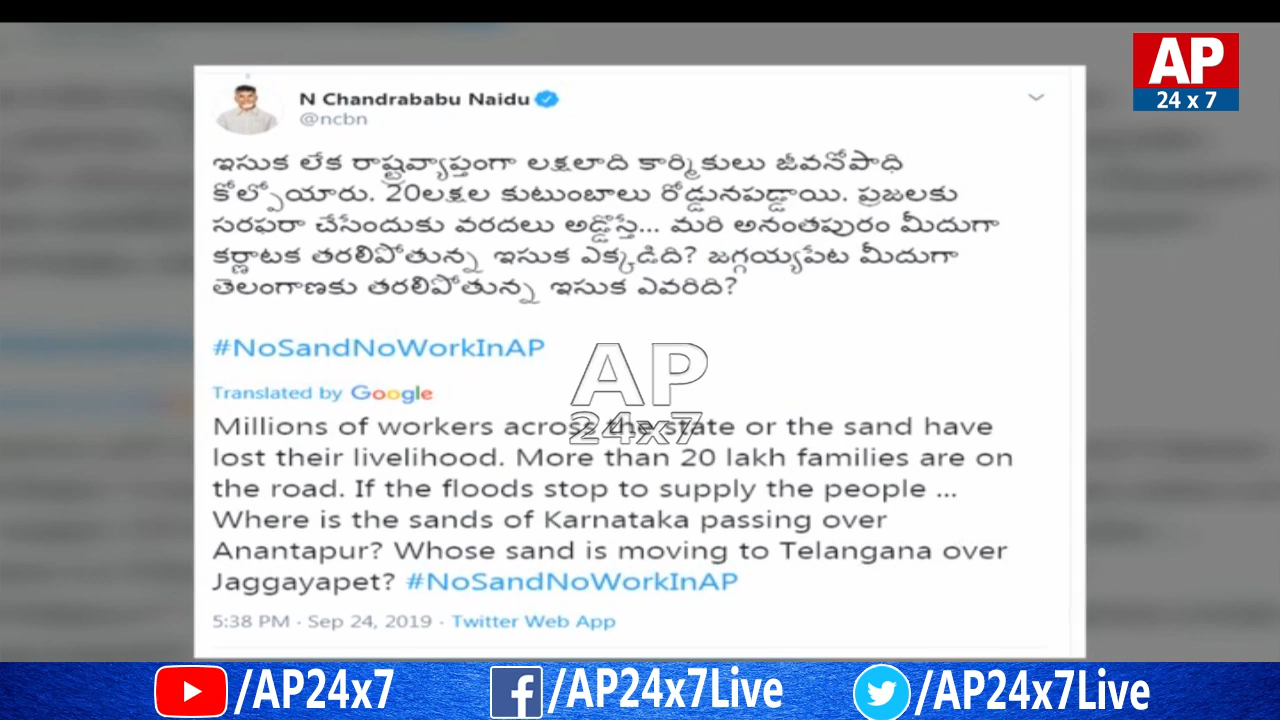 AP
24 x 7
N Chandrababu Naidu
@ncbn
ఇసుక లేక రాష్ట్రవ్యాప్తంగా లక్షలాది కార్మికులు జీవనోపాధి
కోల్పోయారు. 20లక్షల కుటుంబాలు రోడ్డునపడ్డాయి. ప్రజలకు
సరఫరా చేసేందుకు వరదలు అడ్డొస్తే... మరి అనంతపురం మీదుగా
కర్ణాటక తరలిపోతున్న ఇసుక ఎక్కడిది? జగ్గయ్యపేట మీదుగా
తెలంగాణకు తరలిపోతున్న ఇసుక ఎవరిది?
#NoSandNoWorkInAP
Translated by Google
Millions of workers across the state or the sand have
lost their livelihood. More than 20 lakh families are on
the road. If the floods stop to supply the people ...
Where is the sands of Karnataka passing over
Anantapur? Whose sand is moving to Telangana over
Jaggayapet? #NoSandNoWorkInAP
5:38 PM · Sep 24, 2019 · Twitter Web App
AP
24x7
/AP24x7 /AP24x7Live /AP24x7Live